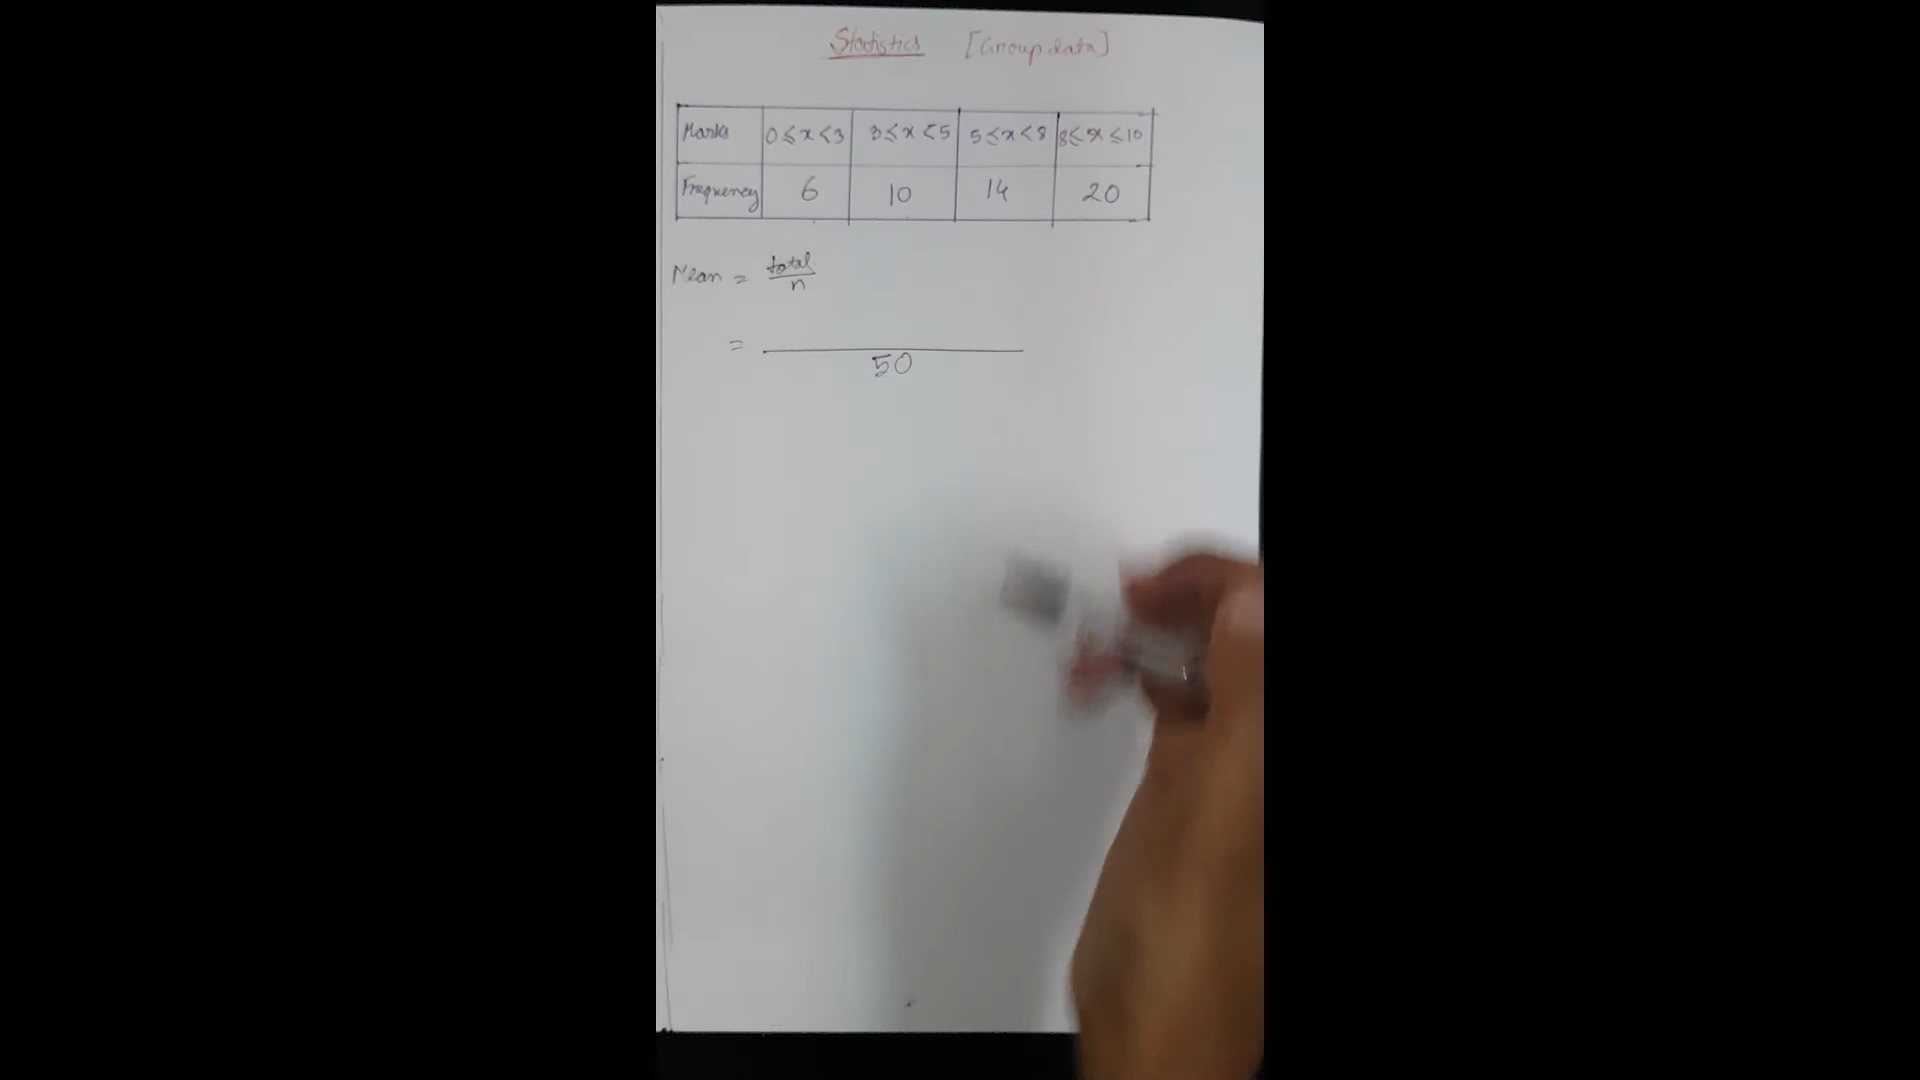 Statistics [Group data]
Marks 0 ≤ x < 3 3 ≤ x < 5 5 ≤ x < 8 8 ≤ x ≤ 10
Frequency 6 10 14 20
Mean = total
n
=
50